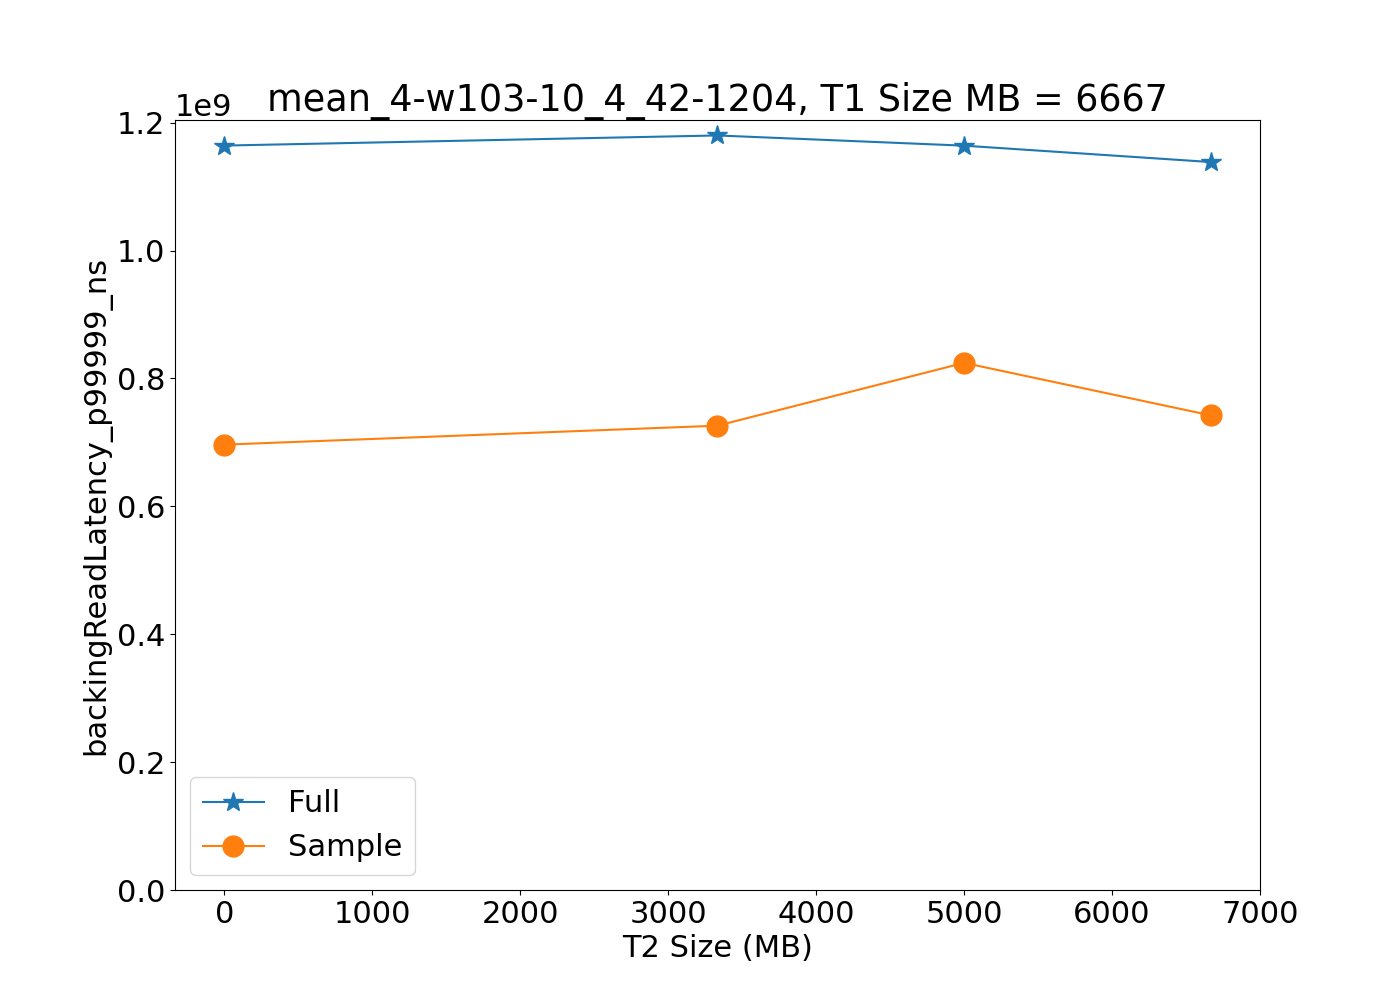 mean_4-w103-10_4_42-1204, T1 Size MB = 6667
1e9
1.2
1.0
0.8
0.6
0.4
0.2
0.0
backingReadLatency_p99999_ns
Full
Sample
0 1000 2000 3000 4000 5000 6000 7000
T2 Size (MB)